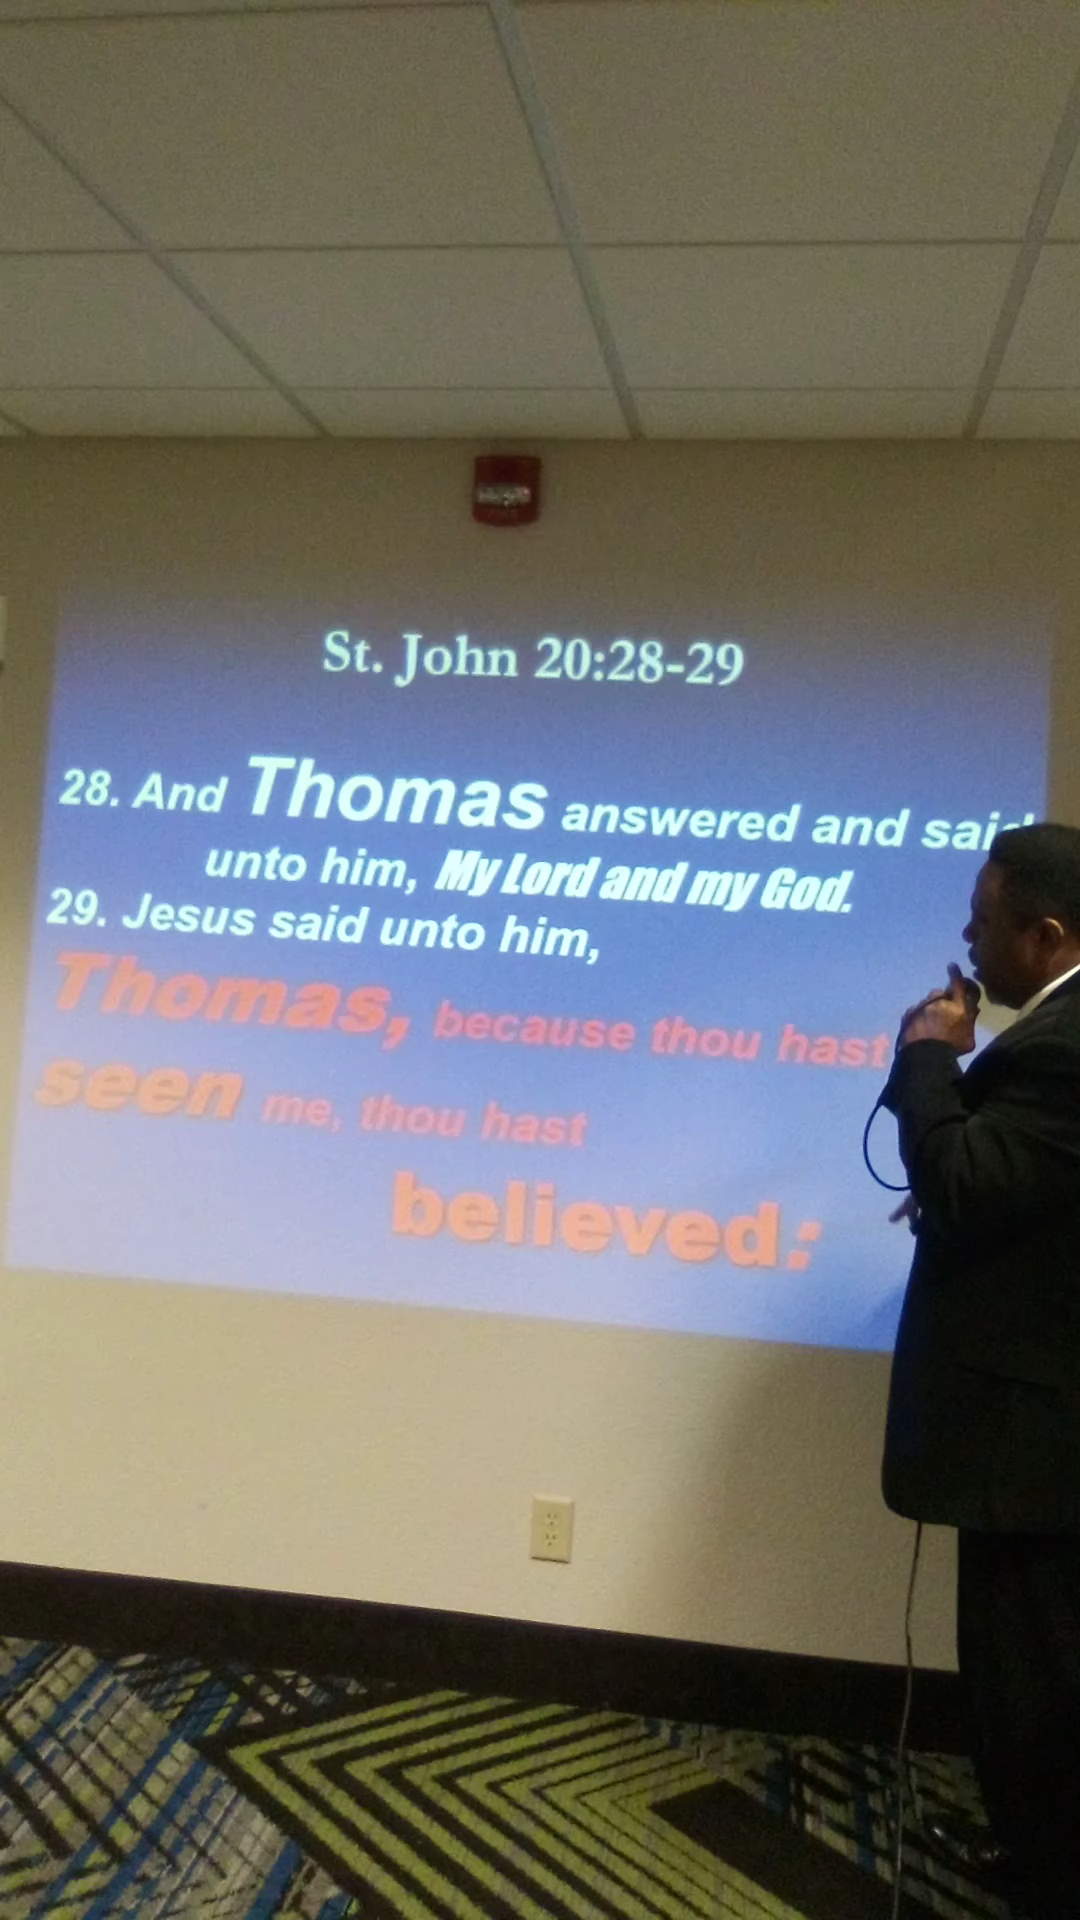 St. John 20:28-29
28. And Thomas answered and said
unto him, My Lord and my God.
29. Jesus said unto him,
Thomas, because thou hast
seen me, thou hast
believed: